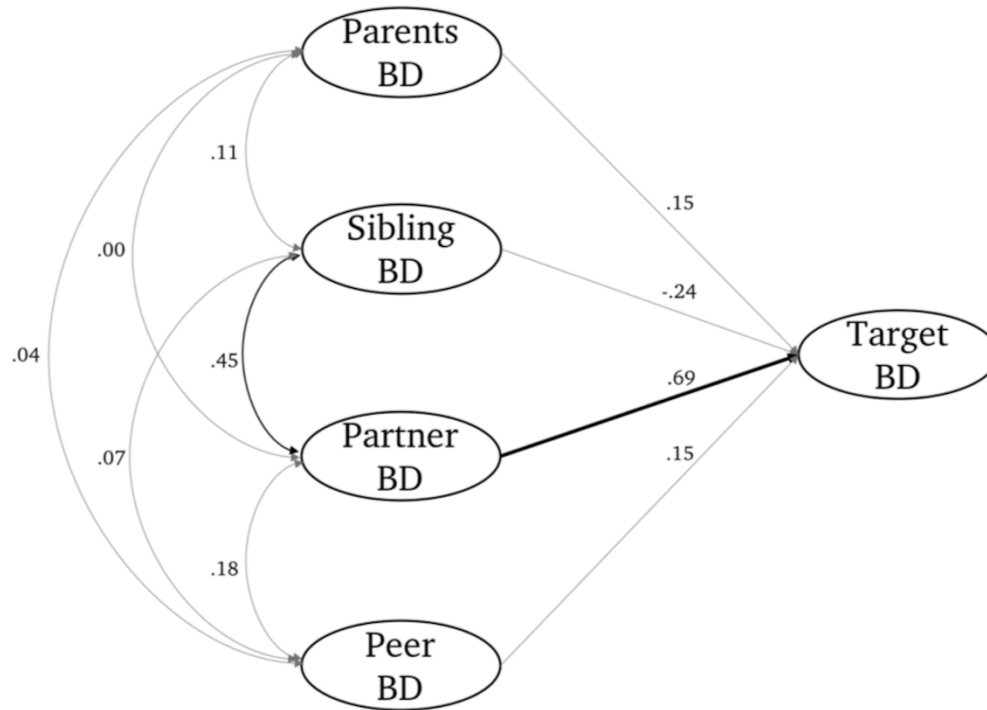 Parents
BD
.11
.15
.00
Sibling
BD
-.24
.04
.45
Target
BD
.69
.07
Partner
BD
.15
.18
Peer
BD